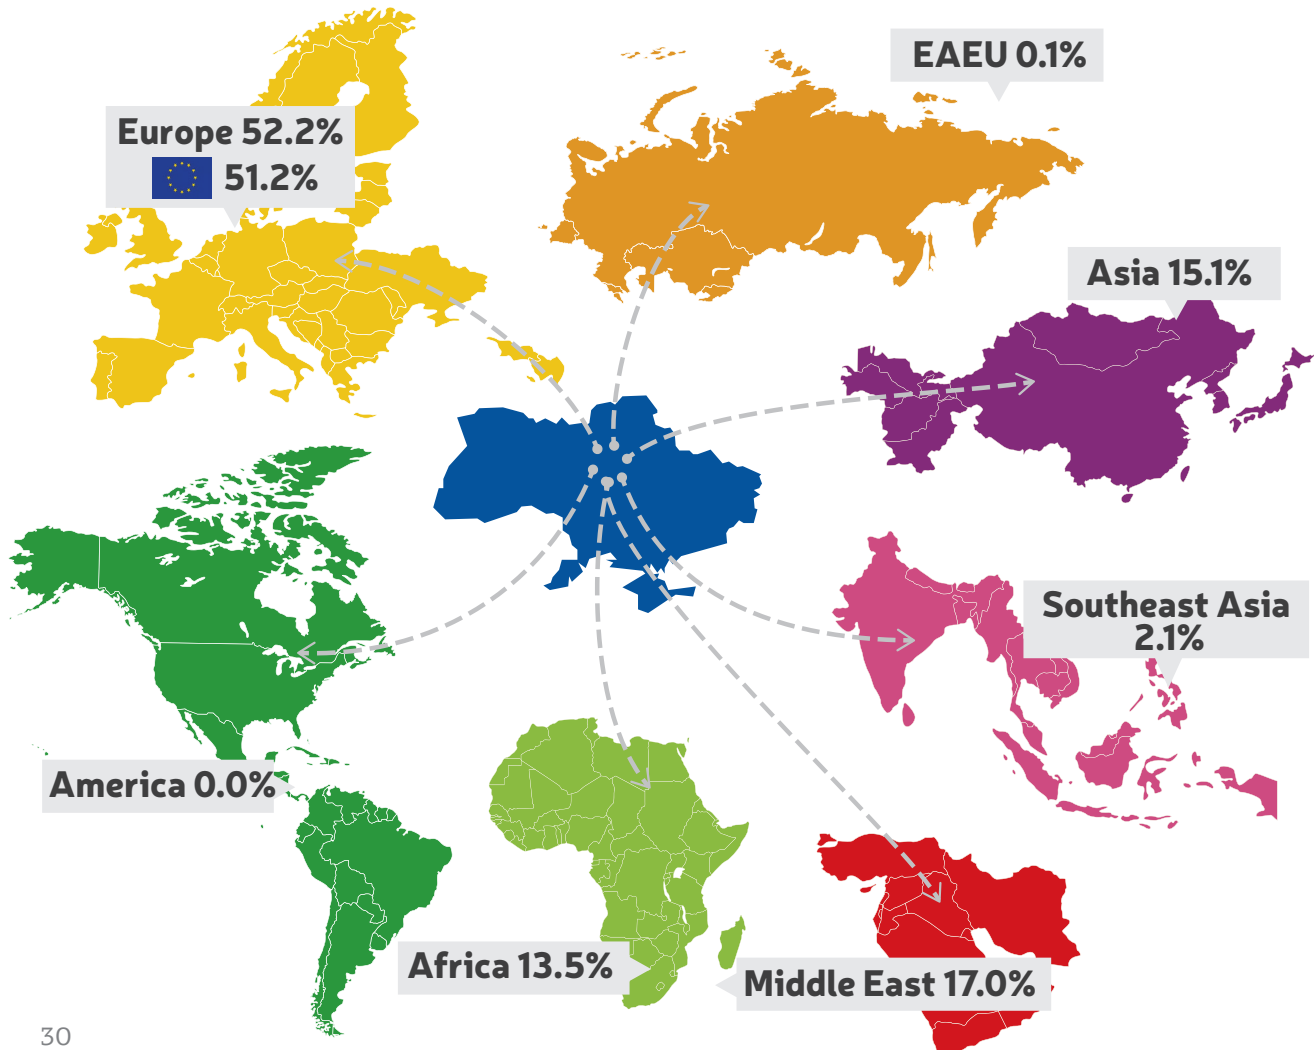 EAEU 0.1%
Europe 52.2%
51.2%
Asia 15.1%
Southeast Asia
2.1%
America 0.0%
Africa 13.5%
Middle East 17.0%
30